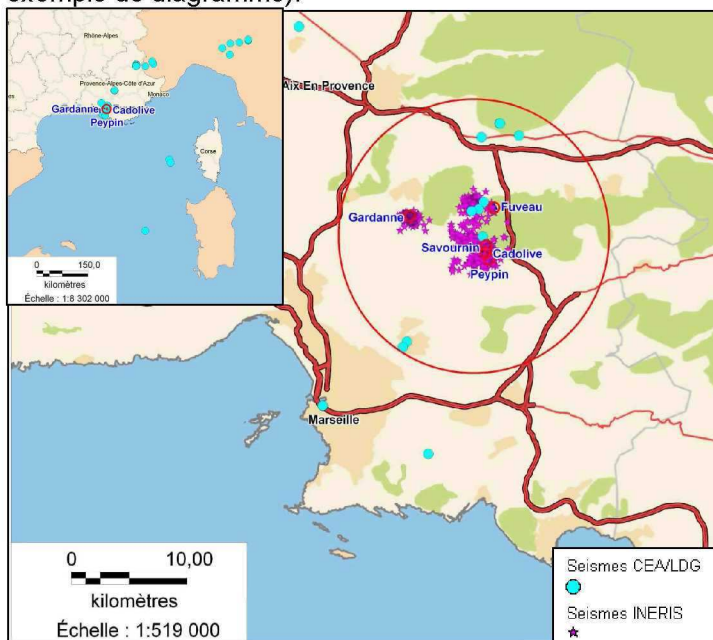 exemple de diagramme).
Rhône-Alpes
Provence-Alpes-Côte d'Azur
Monaco
Gardanne Cadolive
Peypin
Corse
0 150,0
kilomètres
Échelle : 1:8 302 000
Aix En Provence
Gardanne
Fuveau
Savournin
Cadolive
Peypin
Marseille
0 10,00
kilomètres
Échelle : 1:519 000
Seismes CEA/LDG
Seismes INERIS